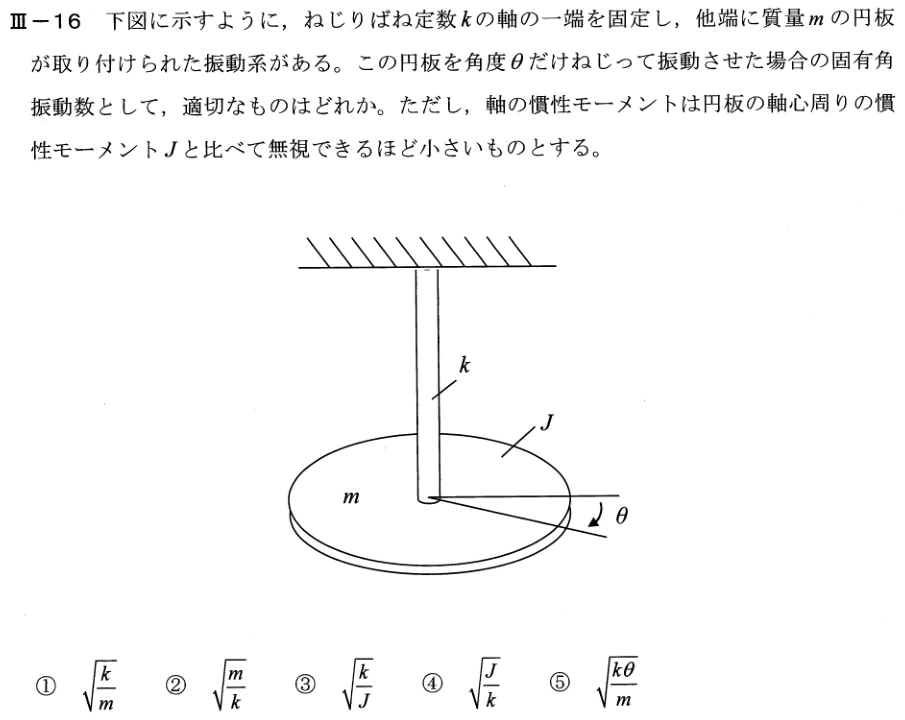 Ⅲ－16 下図に示すように，ねじりばね定数kの軸の一端を固定し，他端に質量mの円板
が取り付けられた振動系がある。この円板を角度θだけねじって振動させた場合の固有角
振動数として，適切なものはどれか。ただし，軸の慣性モーメントは円板の軸心周りの慣
性モーメントJと比べて無視できるほど小さいものとする。
k
J
m
θ
① √(k/m) ② √(m/k) ③ √(k/J) ④ √(J/k) ⑤ √(kθ/m)